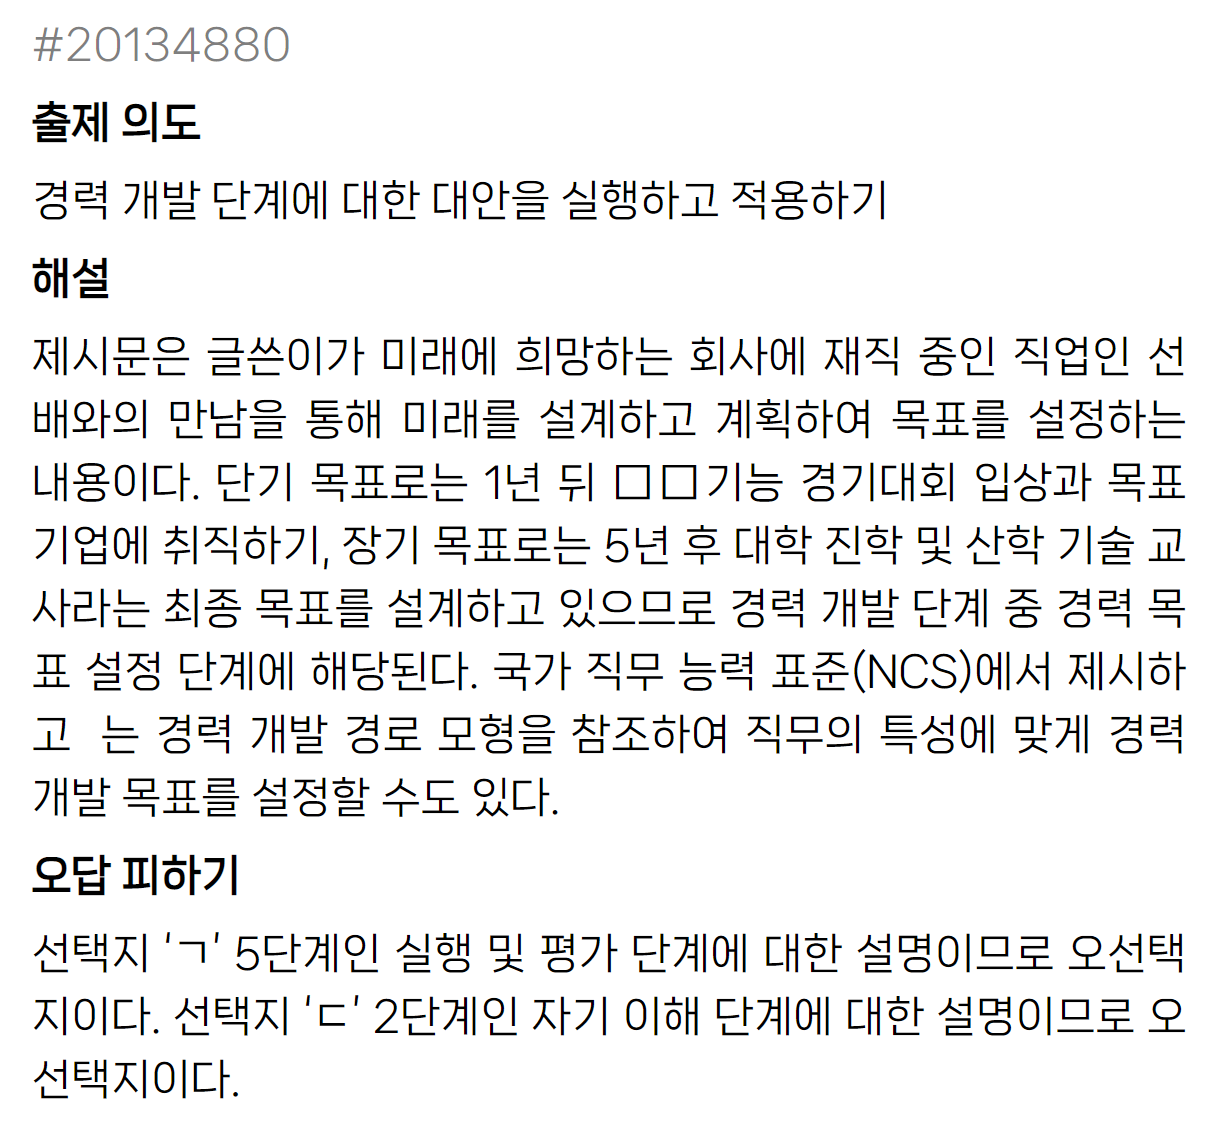 #20134880
출제 의도
경력 개발 단계에 대한 대안을 실행하고 적용하기
해설
제시문은 글쓴이가 미래에 희망하는 회사에 재직 중인 직업인 선
배와의 만남을 통해 미래를 설계하고 계획하여 목표를 설정하는
내용이다. 단기 목표로는 1년 뒤 □□기능 경기대회 입상과 목표
기업에 취직하기, 장기 목표로는 5년 후 대학 진학 및 산학 기술 교
사라는 최종 목표를 설계하고 있으므로 경력 개발 단계 중 경력 목
표 설정 단계에 해당된다. 국가 직무 능력 표준(NCS)에서 제시하
고 는 경력 개발 경로 모형을 참조하여 직무의 특성에 맞게 경력
개발 목표를 설정할 수도 있다.
오답 피하기
선택지 ‘ㄱ’ 5단계인 실행 및 평가 단계에 대한 설명이므로 오선택
지이다. 선택지 ‘ㄷ’ 2단계인 자기 이해 단계에 대한 설명이므로 오
선택지이다.